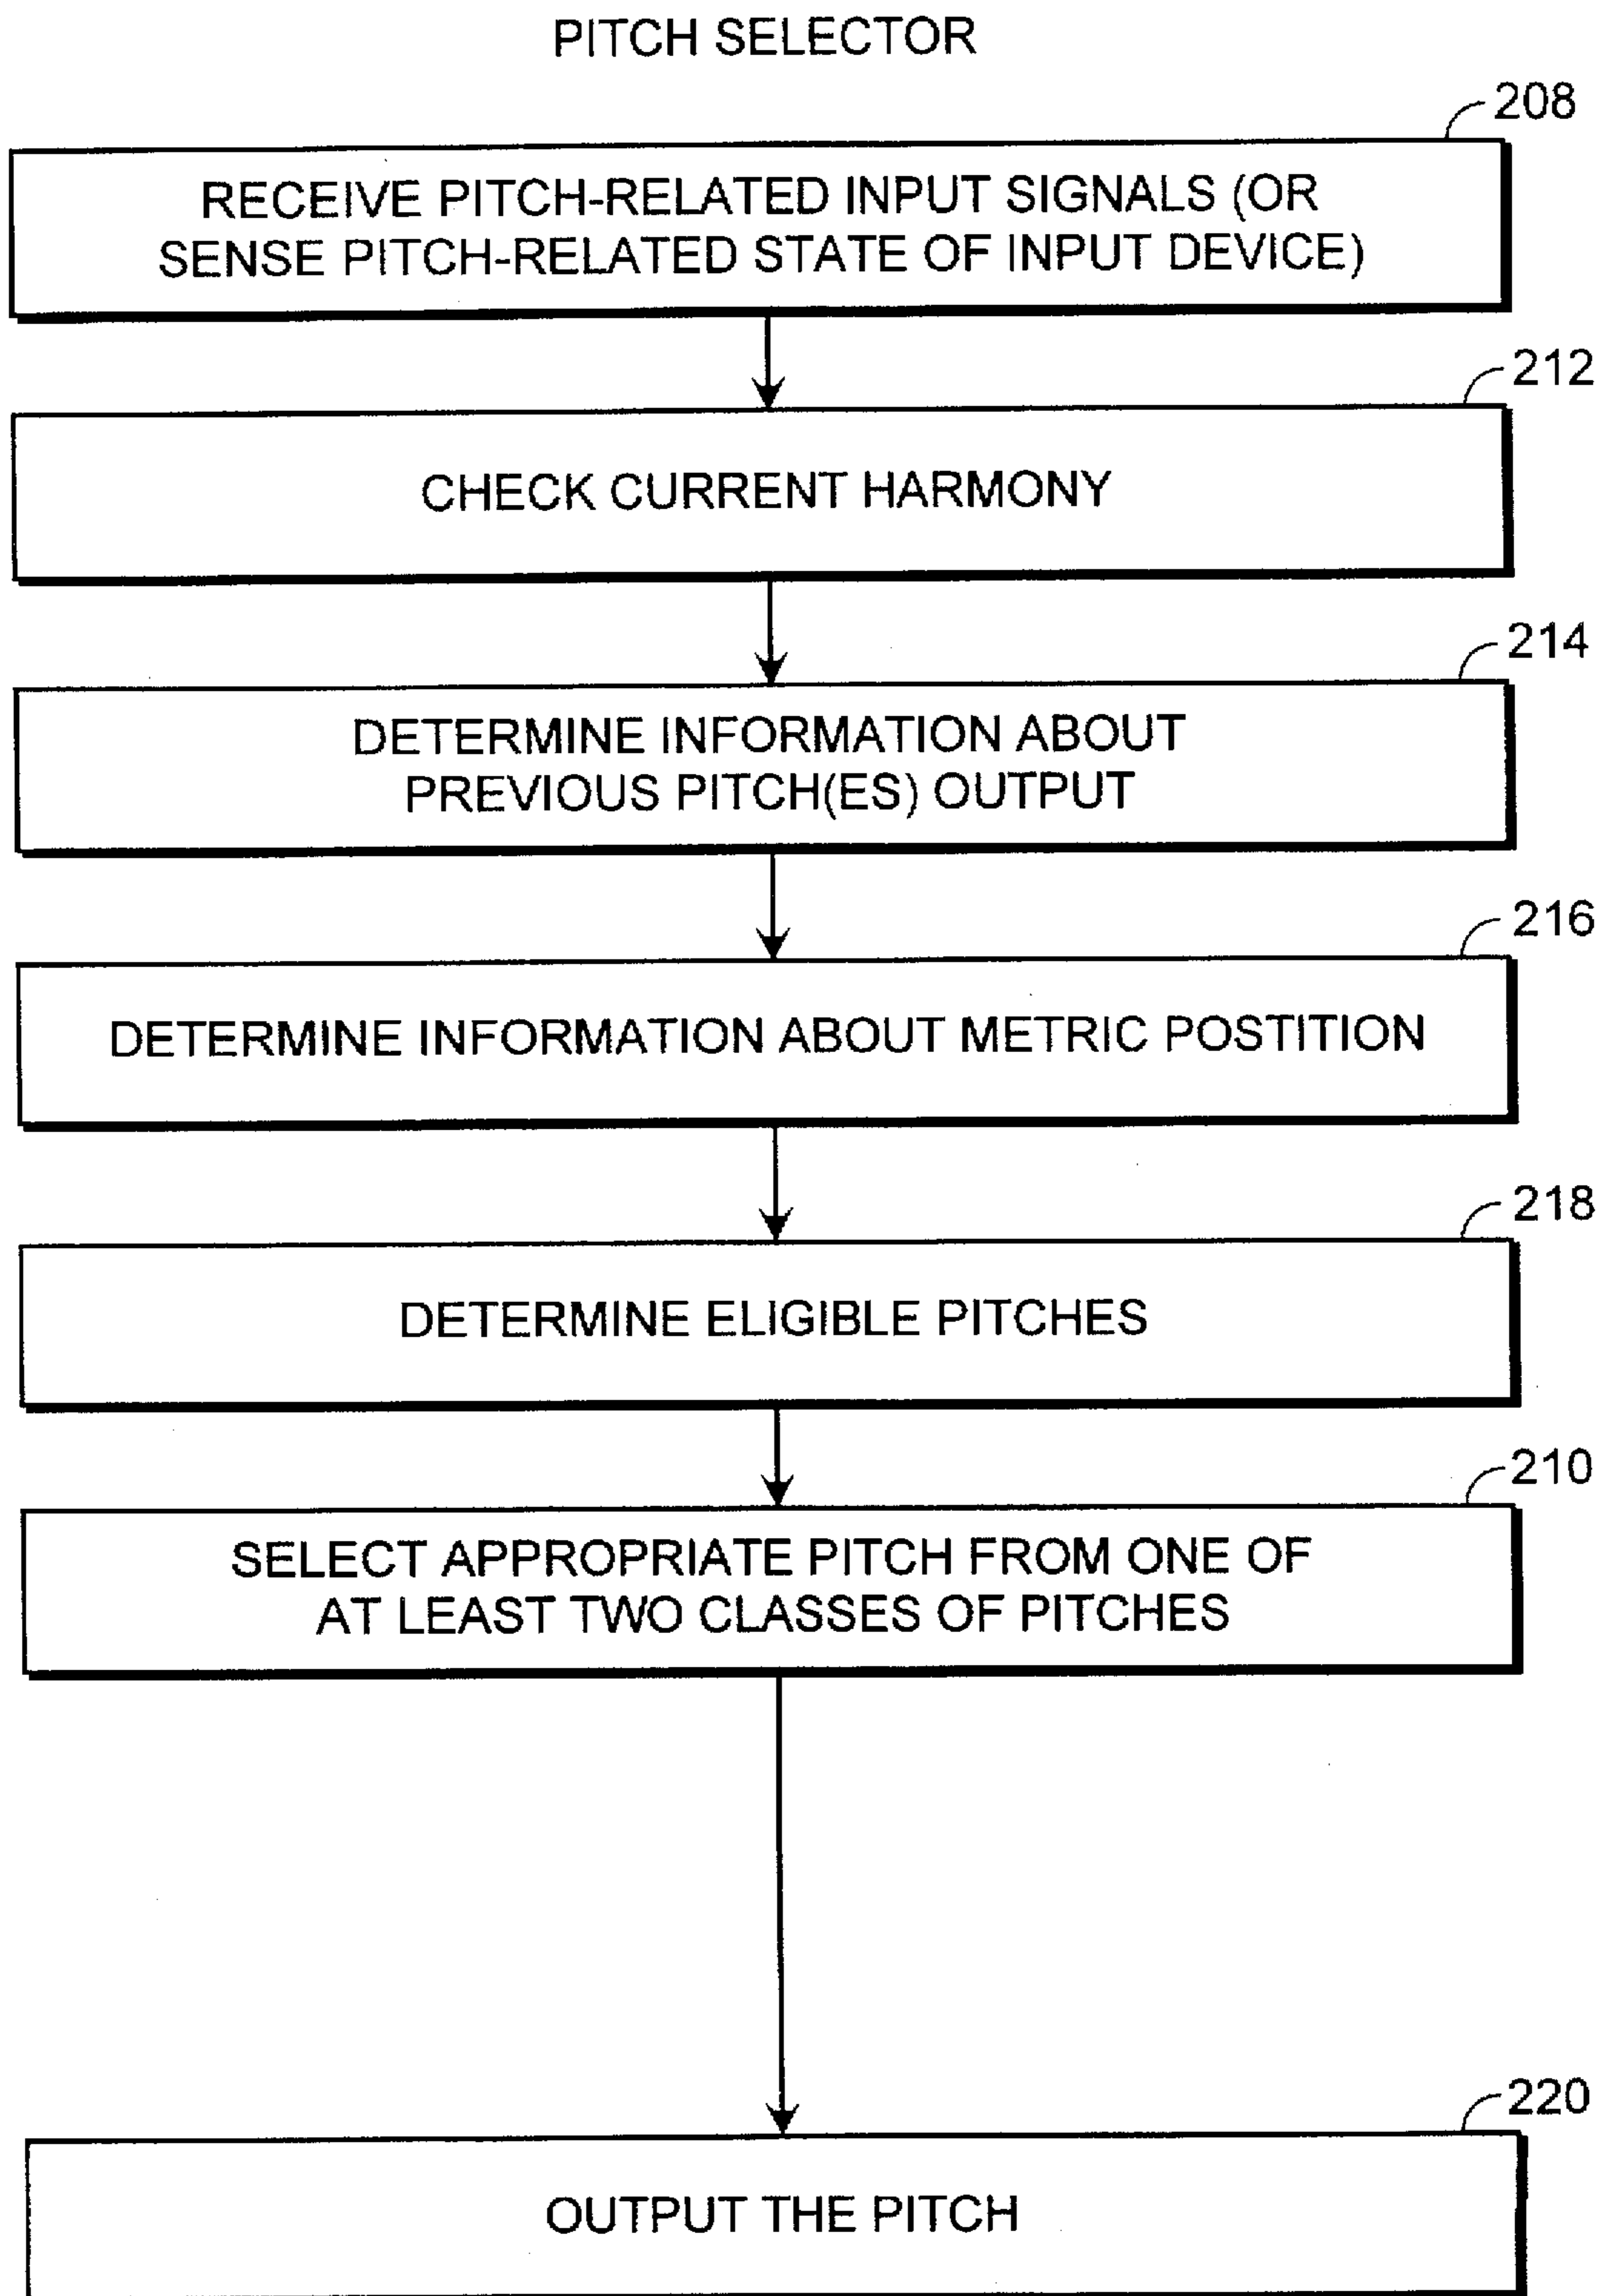 PITCH SELECTOR
208
RECEIVE PITCH-RELATED INPUT SIGNALS (OR
SENSE PITCH-RELATED STATE OF INPUT DEVICE)
212
CHECK CURRENT HARMONY
214
DETERMINE INFORMATION ABOUT
PREVIOUS PITCH(ES) OUTPUT
216
DETERMINE INFORMATION ABOUT METRIC POSTITION
218
DETERMINE ELIGIBLE PITCHES
210
SELECT APPROPRIATE PITCH FROM ONE OF
AT LEAST TWO CLASSES OF PITCHES
220
OUTPUT THE PITCH